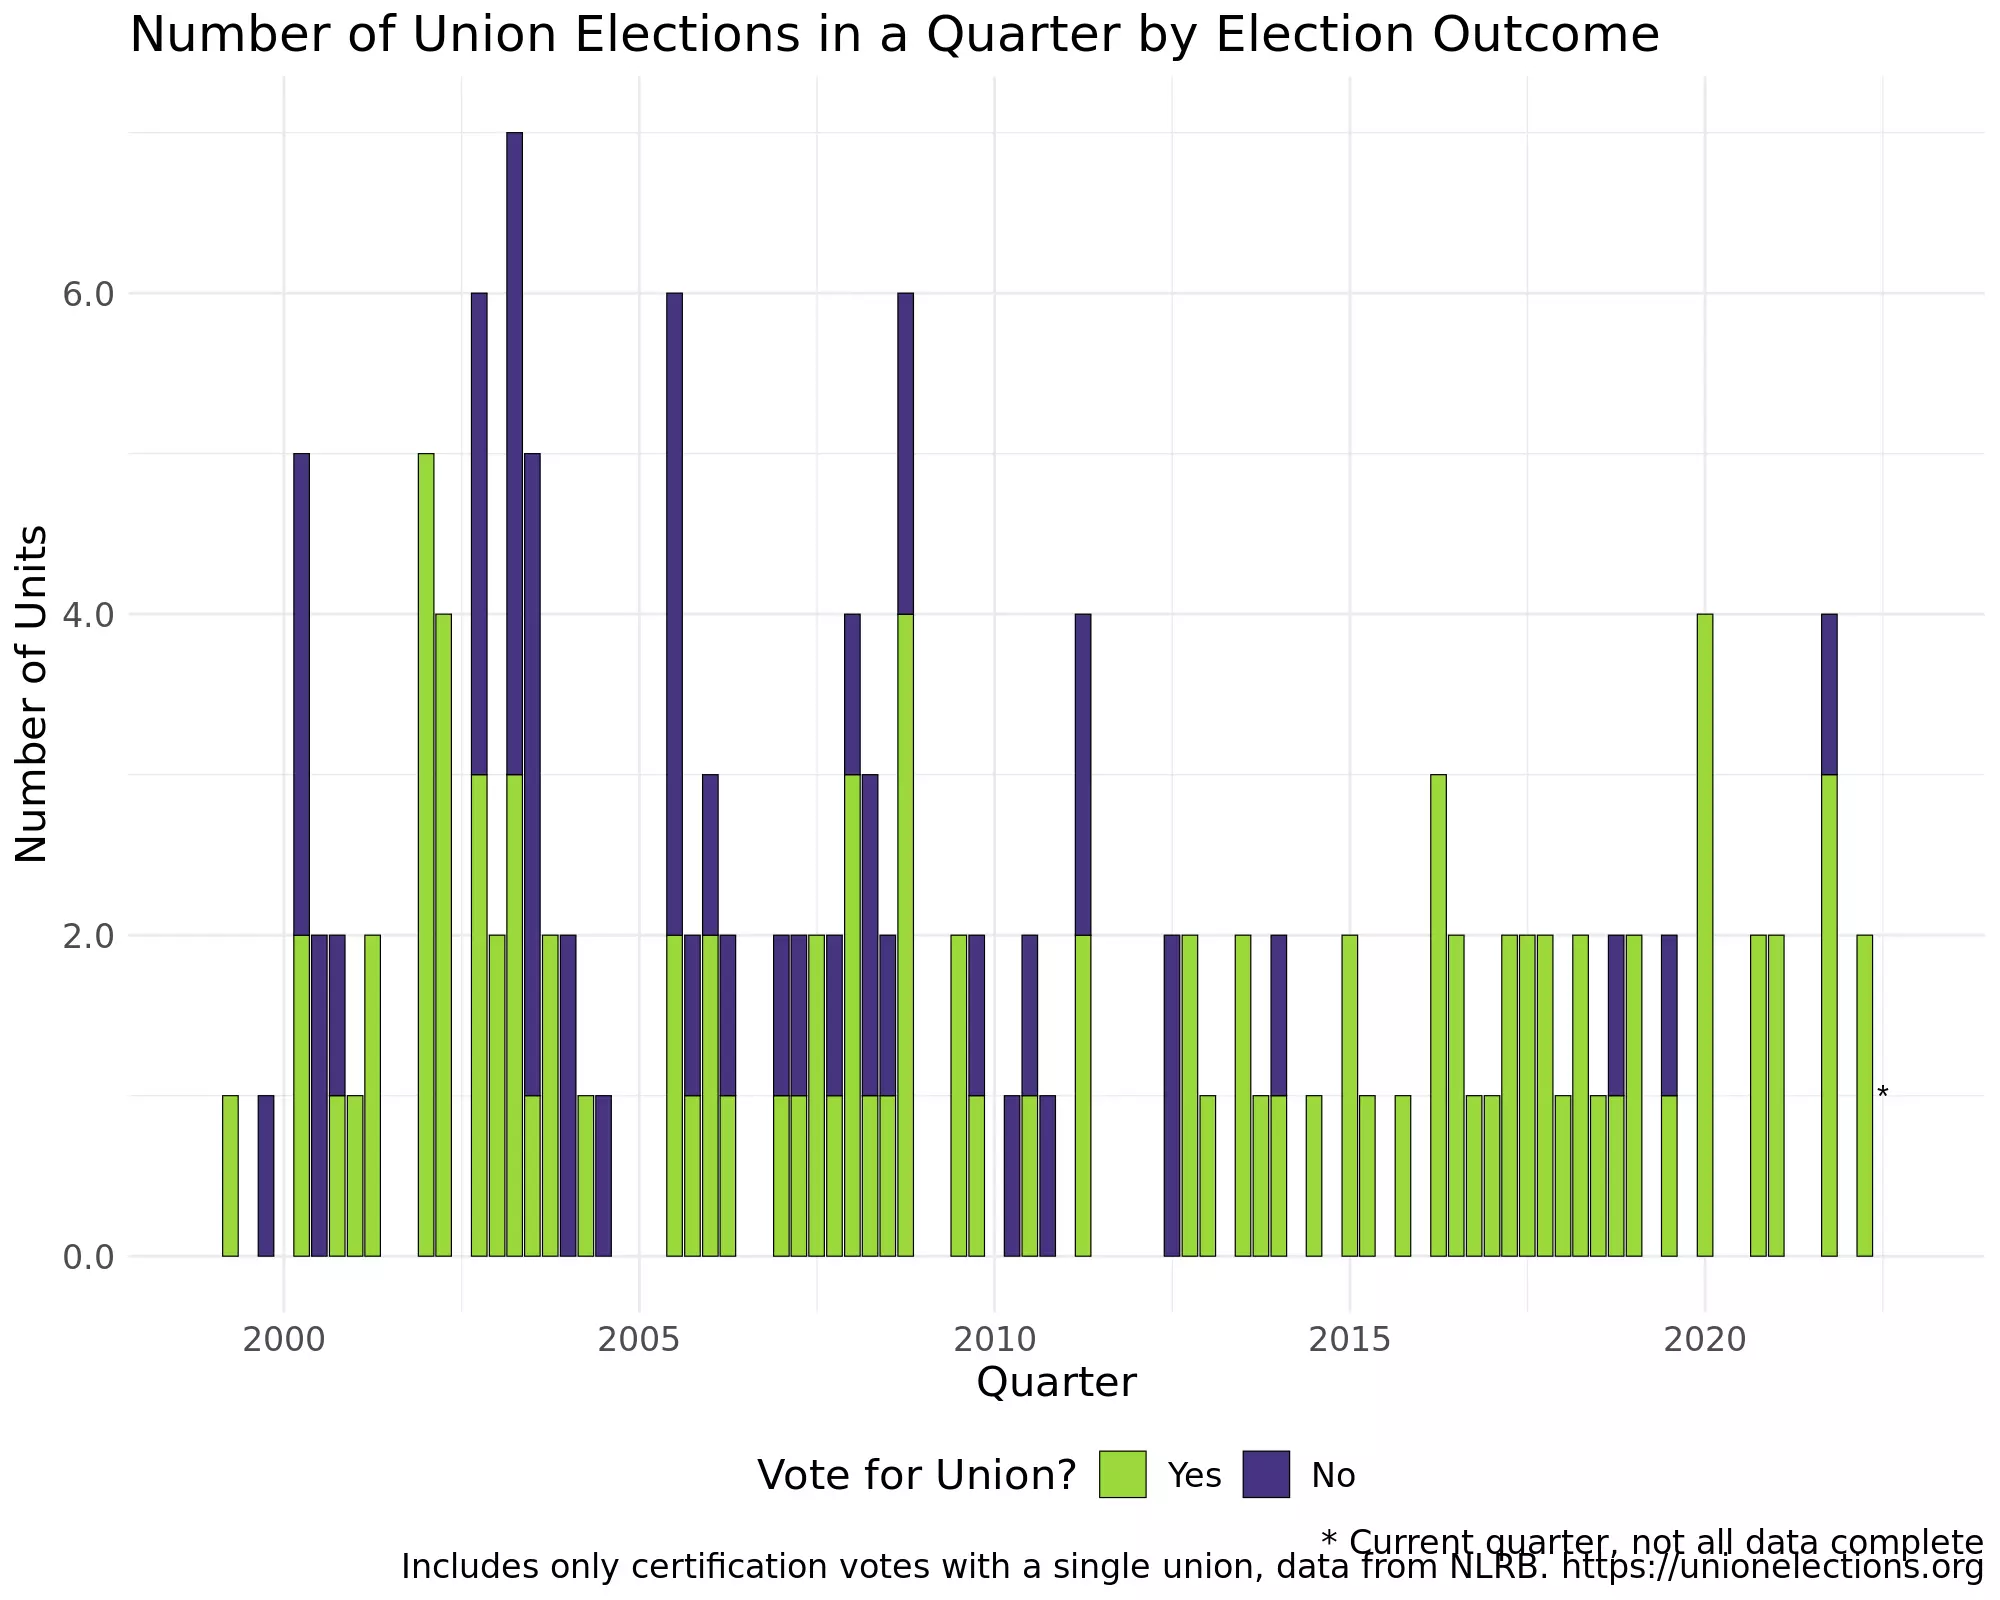 Number of Union Elections in a Quarter by Election Outcome
Number of Units
6.0
4.0
2.0
0.0
*
2000 2005 2010 2015 2020
Quarter
Vote for Union? Yes No
* Current quarter, not all data complete
Includes only certification votes with a single union, data from NLRB. https://unionelections.org